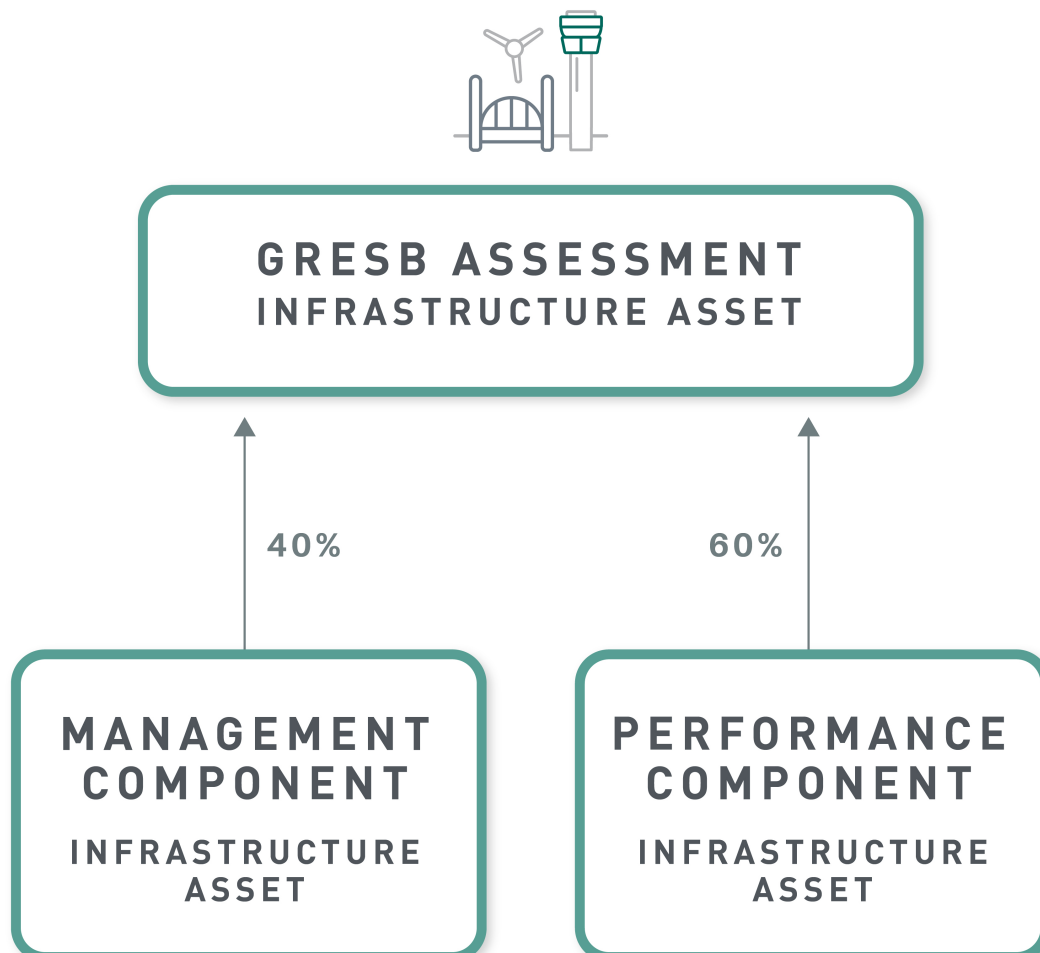 GRESB ASSESSMENT
INFRASTRUCTURE ASSET
40%
60%
MANAGEMENT
COMPONENT
INFRASTRUCTURE
ASSET
PERFORMANCE
COMPONENT
INFRASTRUCTURE
ASSET